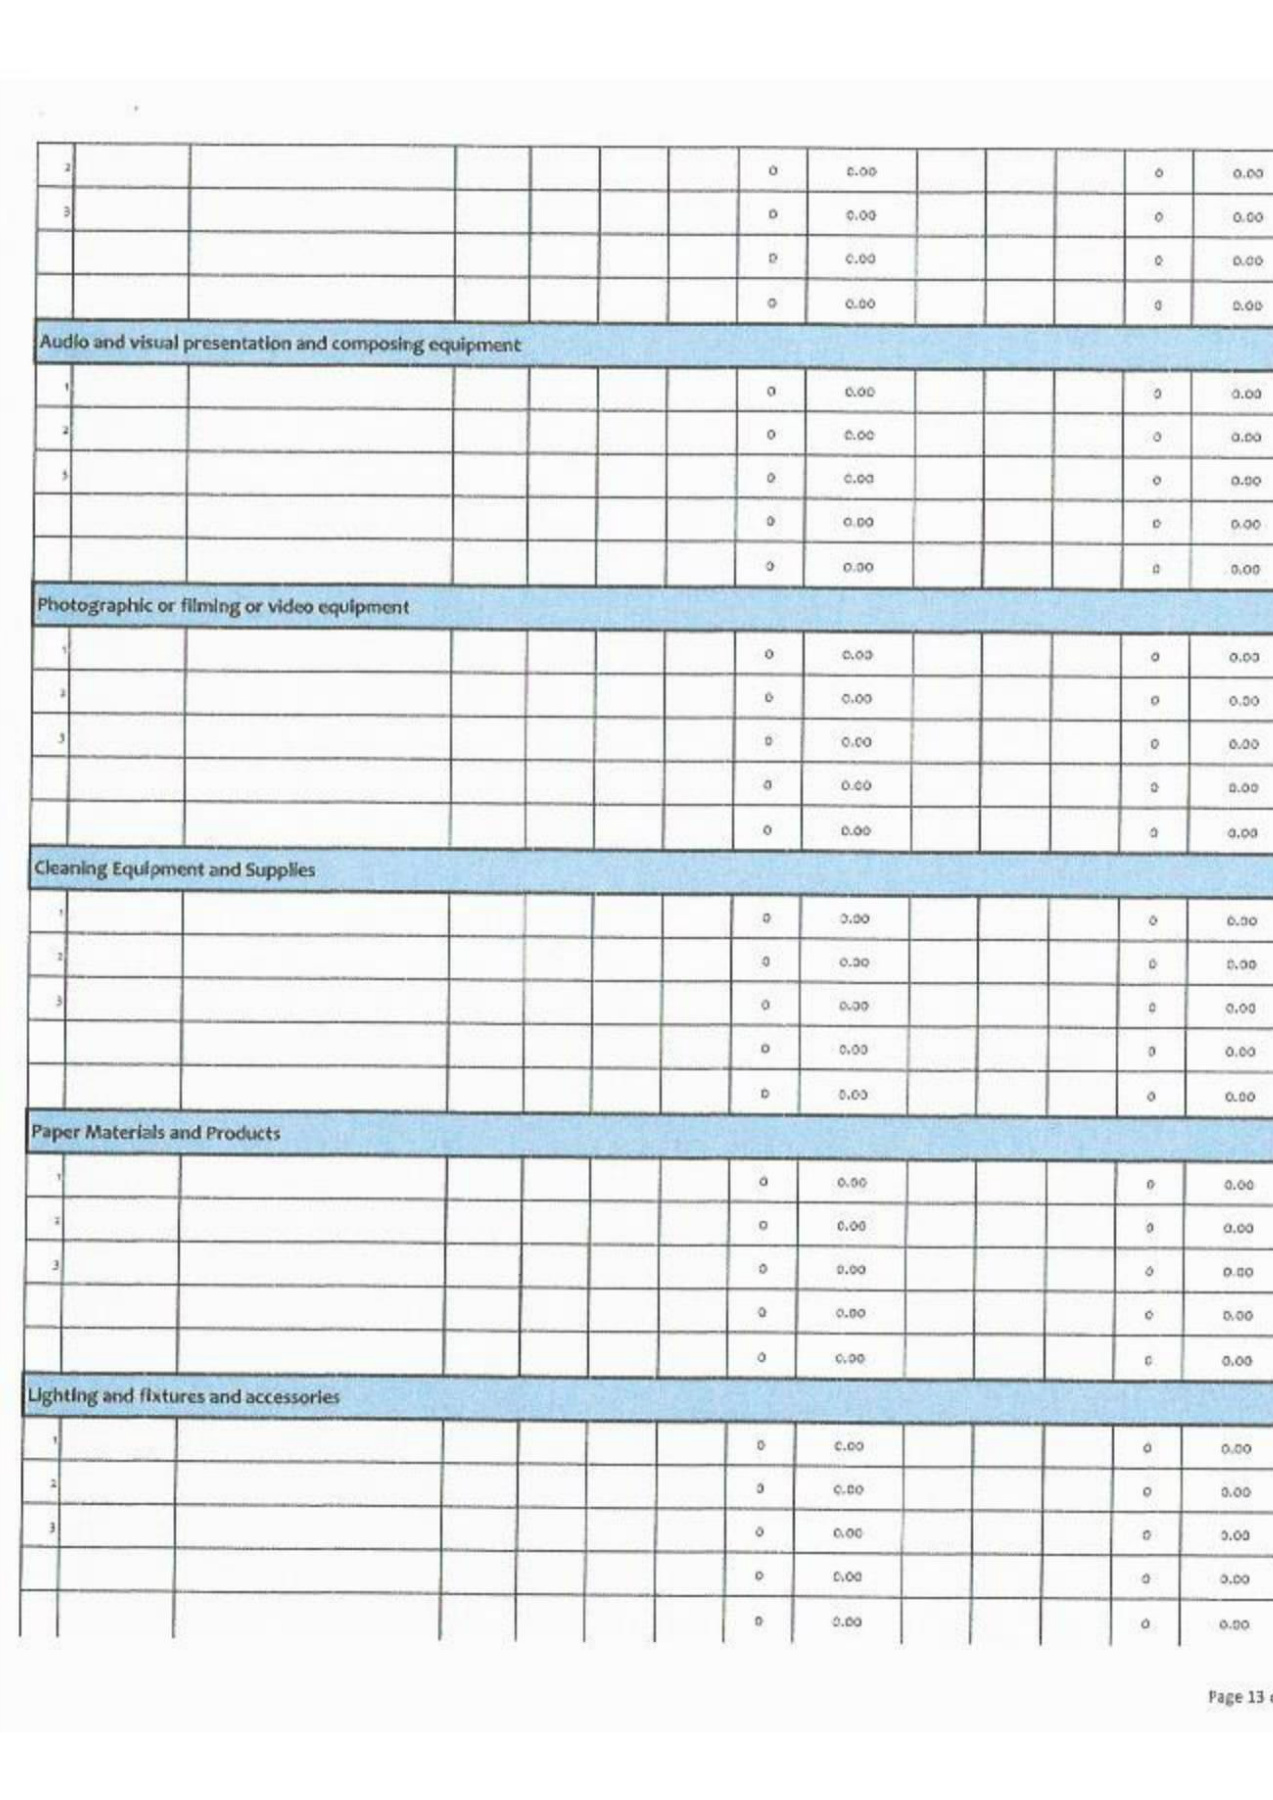 2 0 0.00 0 0.00
3 0 0.00 0 0.00
0 0.00 0 0.00
0 0.00 0 0.00
Audio and visual presentation and composing equipment
1 0 0.00 0 0.00
2 0 0.00 0 0.00
3 0 0.00 0 0.00
0 0.00 0 0.00
0 0.00 0 0.00
Photographic or filming or video equipment
1 0 0.00 0 0.00
2 0 0.00 0 0.00
3 0 0.00 0 0.00
0 0.00 0 0.00
0 0.00 0 0.00
Cleaning Equipment and Supplies
1 0 0.00 0 0.00
2 0 0.00 0 0.00
3 0 0.00 0 0.00
0 0.00 0 0.00
0 0.00 0 0.00
Paper Materials and Products
1 0 0.00 0 0.00
2 0 0.00 0 0.00
3 0 0.00 0 0.00
0 0.00 0 0.00
0 0.00 0 0.00
Lighting and fixtures and accessories
1 0 0.00 0 0.00
2 0 0.00 0 0.00
3 0 0.00 0 0.00
0 0.00 0 0.00
0 0.00 0 0.00
Page 13